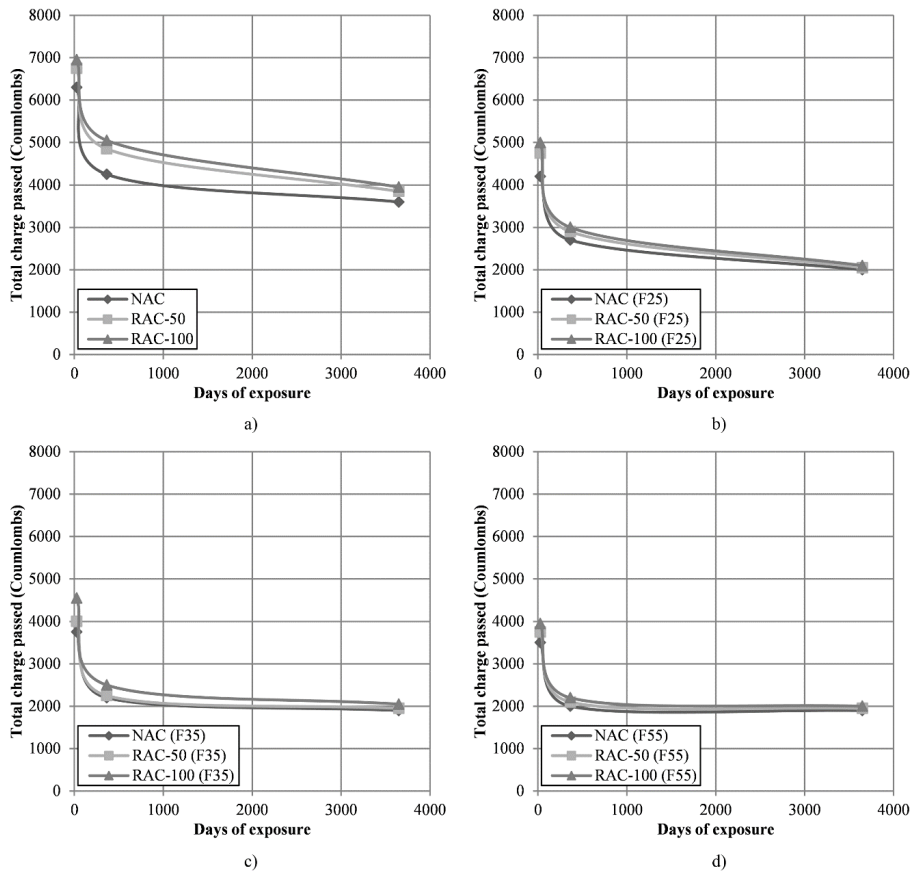 8000
7000
6000
5000
4000
3000
2000
1000
0
Total charge passed (Coumlombs)
NAC
RAC-50
RAC-100
0 1000 2000 3000 4000
Days of exposure
a)
8000
7000
6000
5000
4000
3000
2000
1000
0
Total charge passed (Coumlombs)
NAC (F25)
RAC-50 (F25)
RAC-100 (F25)
0 1000 2000 3000 4000
Days of exposure
b)
8000
7000
6000
5000
4000
3000
2000
1000
0
Total charge passed (Coumlombs)
NAC (F35)
RAC-50 (F35)
RAC-100 (F35)
0 1000 2000 3000 4000
Days of exposure
c)
8000
7000
6000
5000
4000
3000
2000
1000
0
Total charge passed (Coumlombs)
NAC (F55)
RAC-50 (F55)
RAC-100 (F55)
0 1000 2000 3000 4000
Days of exposure
d)